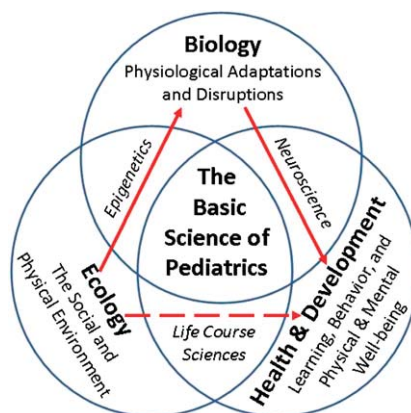 Biology
Physiological Adaptations
and Disruptions
Epigenetics
Neuroscience
The
Basic
Science of
Pediatrics
Ecology
The Social and
Physical Environment
Life Course
Sciences
Health & Development
Learning, Behavior, and
Physical & Mental
Well-being